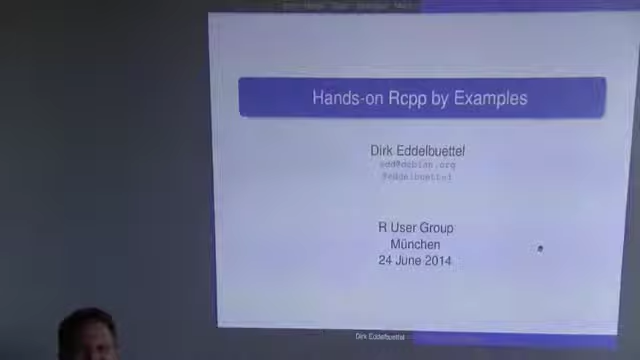 Hands-on Rcpp by Examples
Dirk Eddelbuettel
edd@debian.org
@eddelbuettel
R User Group
München
24 June 2014
Dirk Eddelbuettel